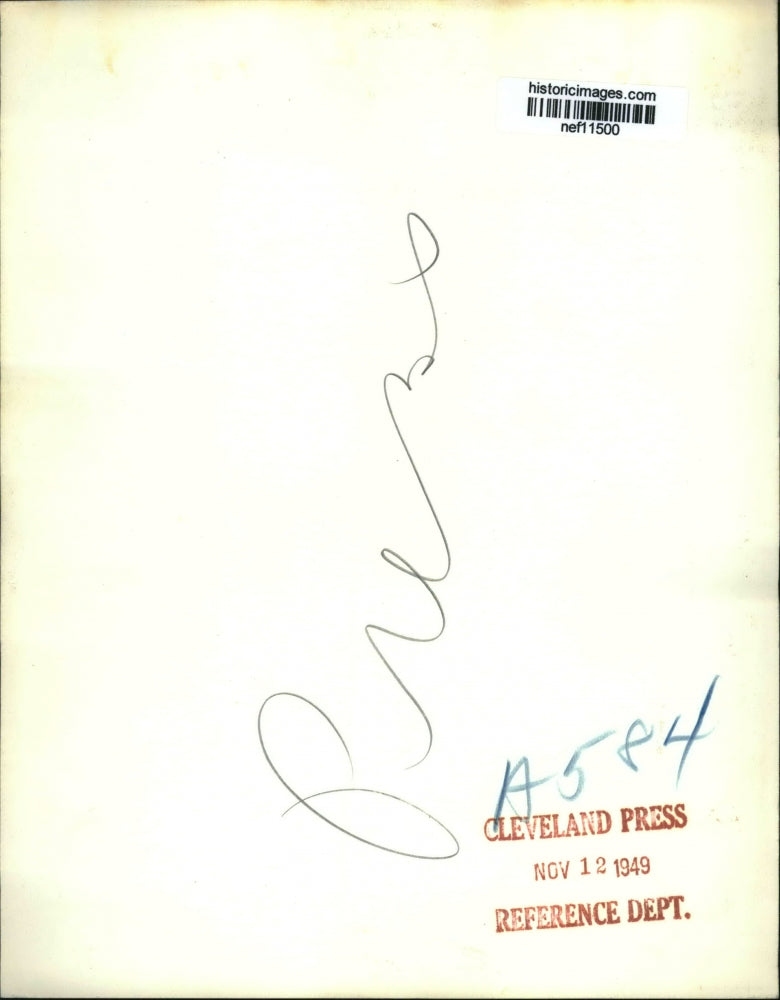 historicimages.com
nef11500
A584
CLEVELAND PRESS
NOV 12 1949
REFERENCE DEPT.